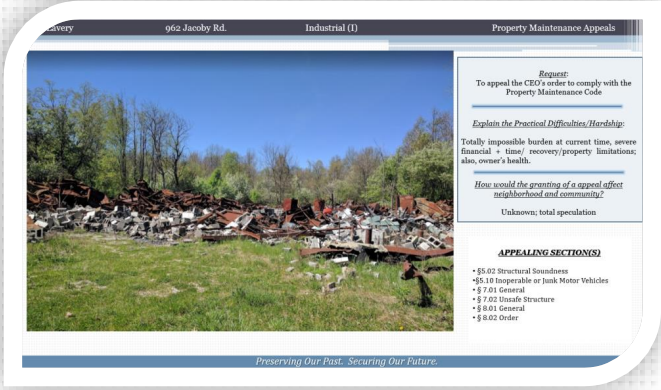 avery 962 Jacoby Rd. Industrial (I) Property Maintenance Appeals
Request:
To appeal the CEO's order to comply with the
Property Maintenance Code
Explain the Practical Difficulties/Hardship:
Totally impossible burden at current time, severe
financial + time/ recovery/property limitations;
also, owner's health.
How would the granting of a appeal affect
neighborhood and community?
Unknown; total speculation
APPEALING SECTION(S)
• §5.02 Structural Soundness
•§5.10 Inoperable or Junk Motor Vehicles
• § 7.01 General
• § 7.02 Unsafe Structure
• § 8.01 General
• § 8.02 Order
Preserving Our Past. Securing Our Future.